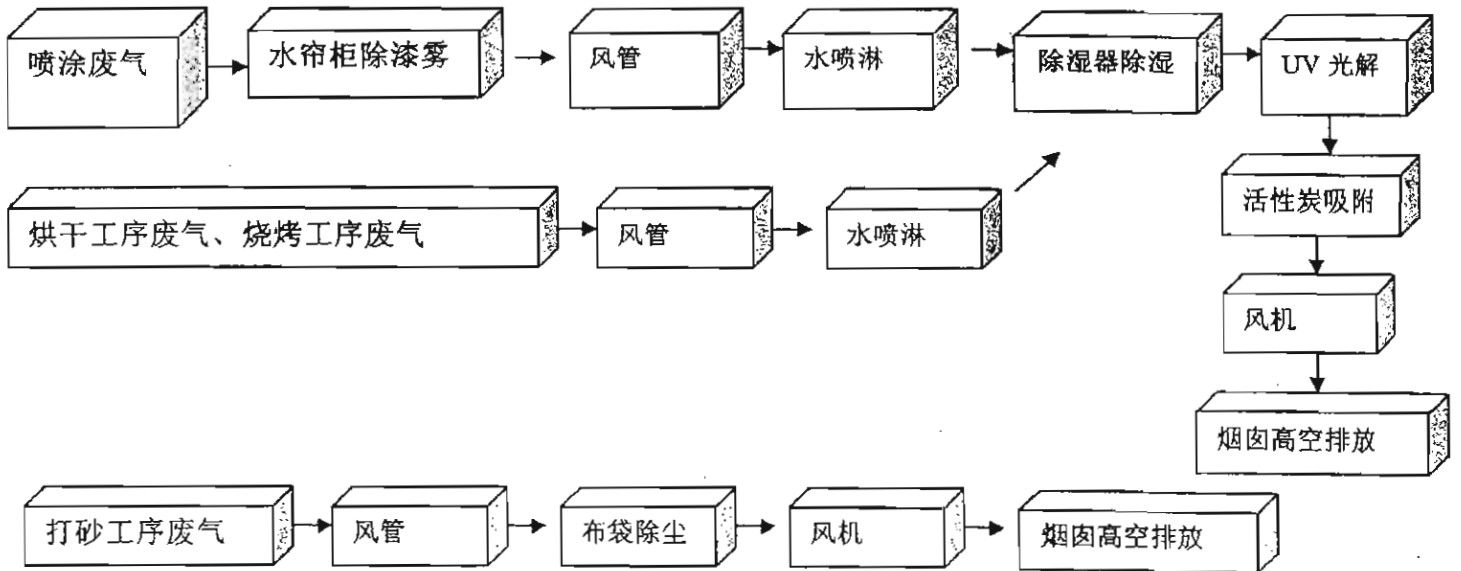 喷涂废气
水帘柜除漆雾
风管
水喷淋
除湿器除湿
UV 光解
活性炭吸附
烘干工序废气、烧烤工序废气
风管
水喷淋
风机
烟囱高空排放
打砂工序废气
风管
布袋除尘
风机
烟囱高空排放